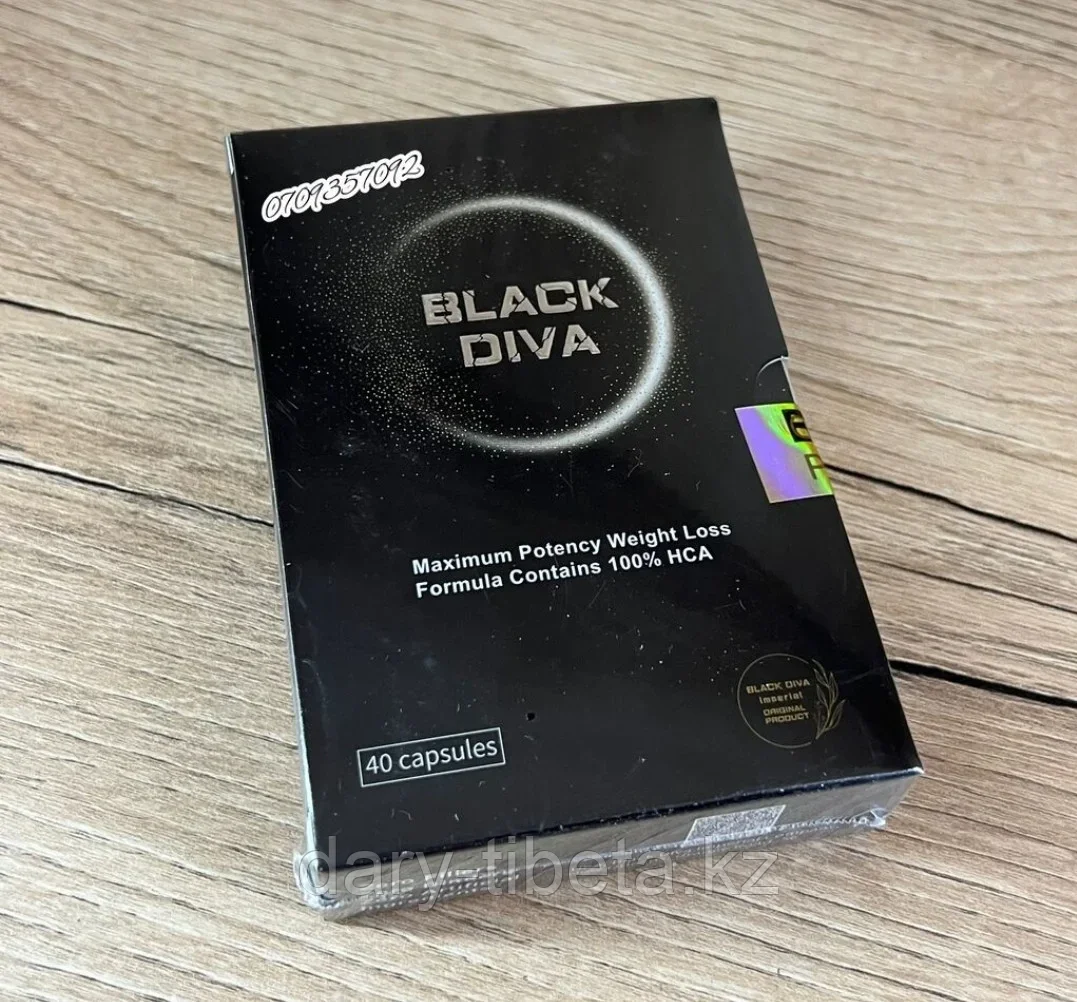 0709357092
BLACK
DIVA
Maximum Potency Weight Loss
Formula Contains 100% HCA
BLACK DIVA
imperial
ORIGINAL
PRODUCT
40 capsules
dary-tibeta.kz